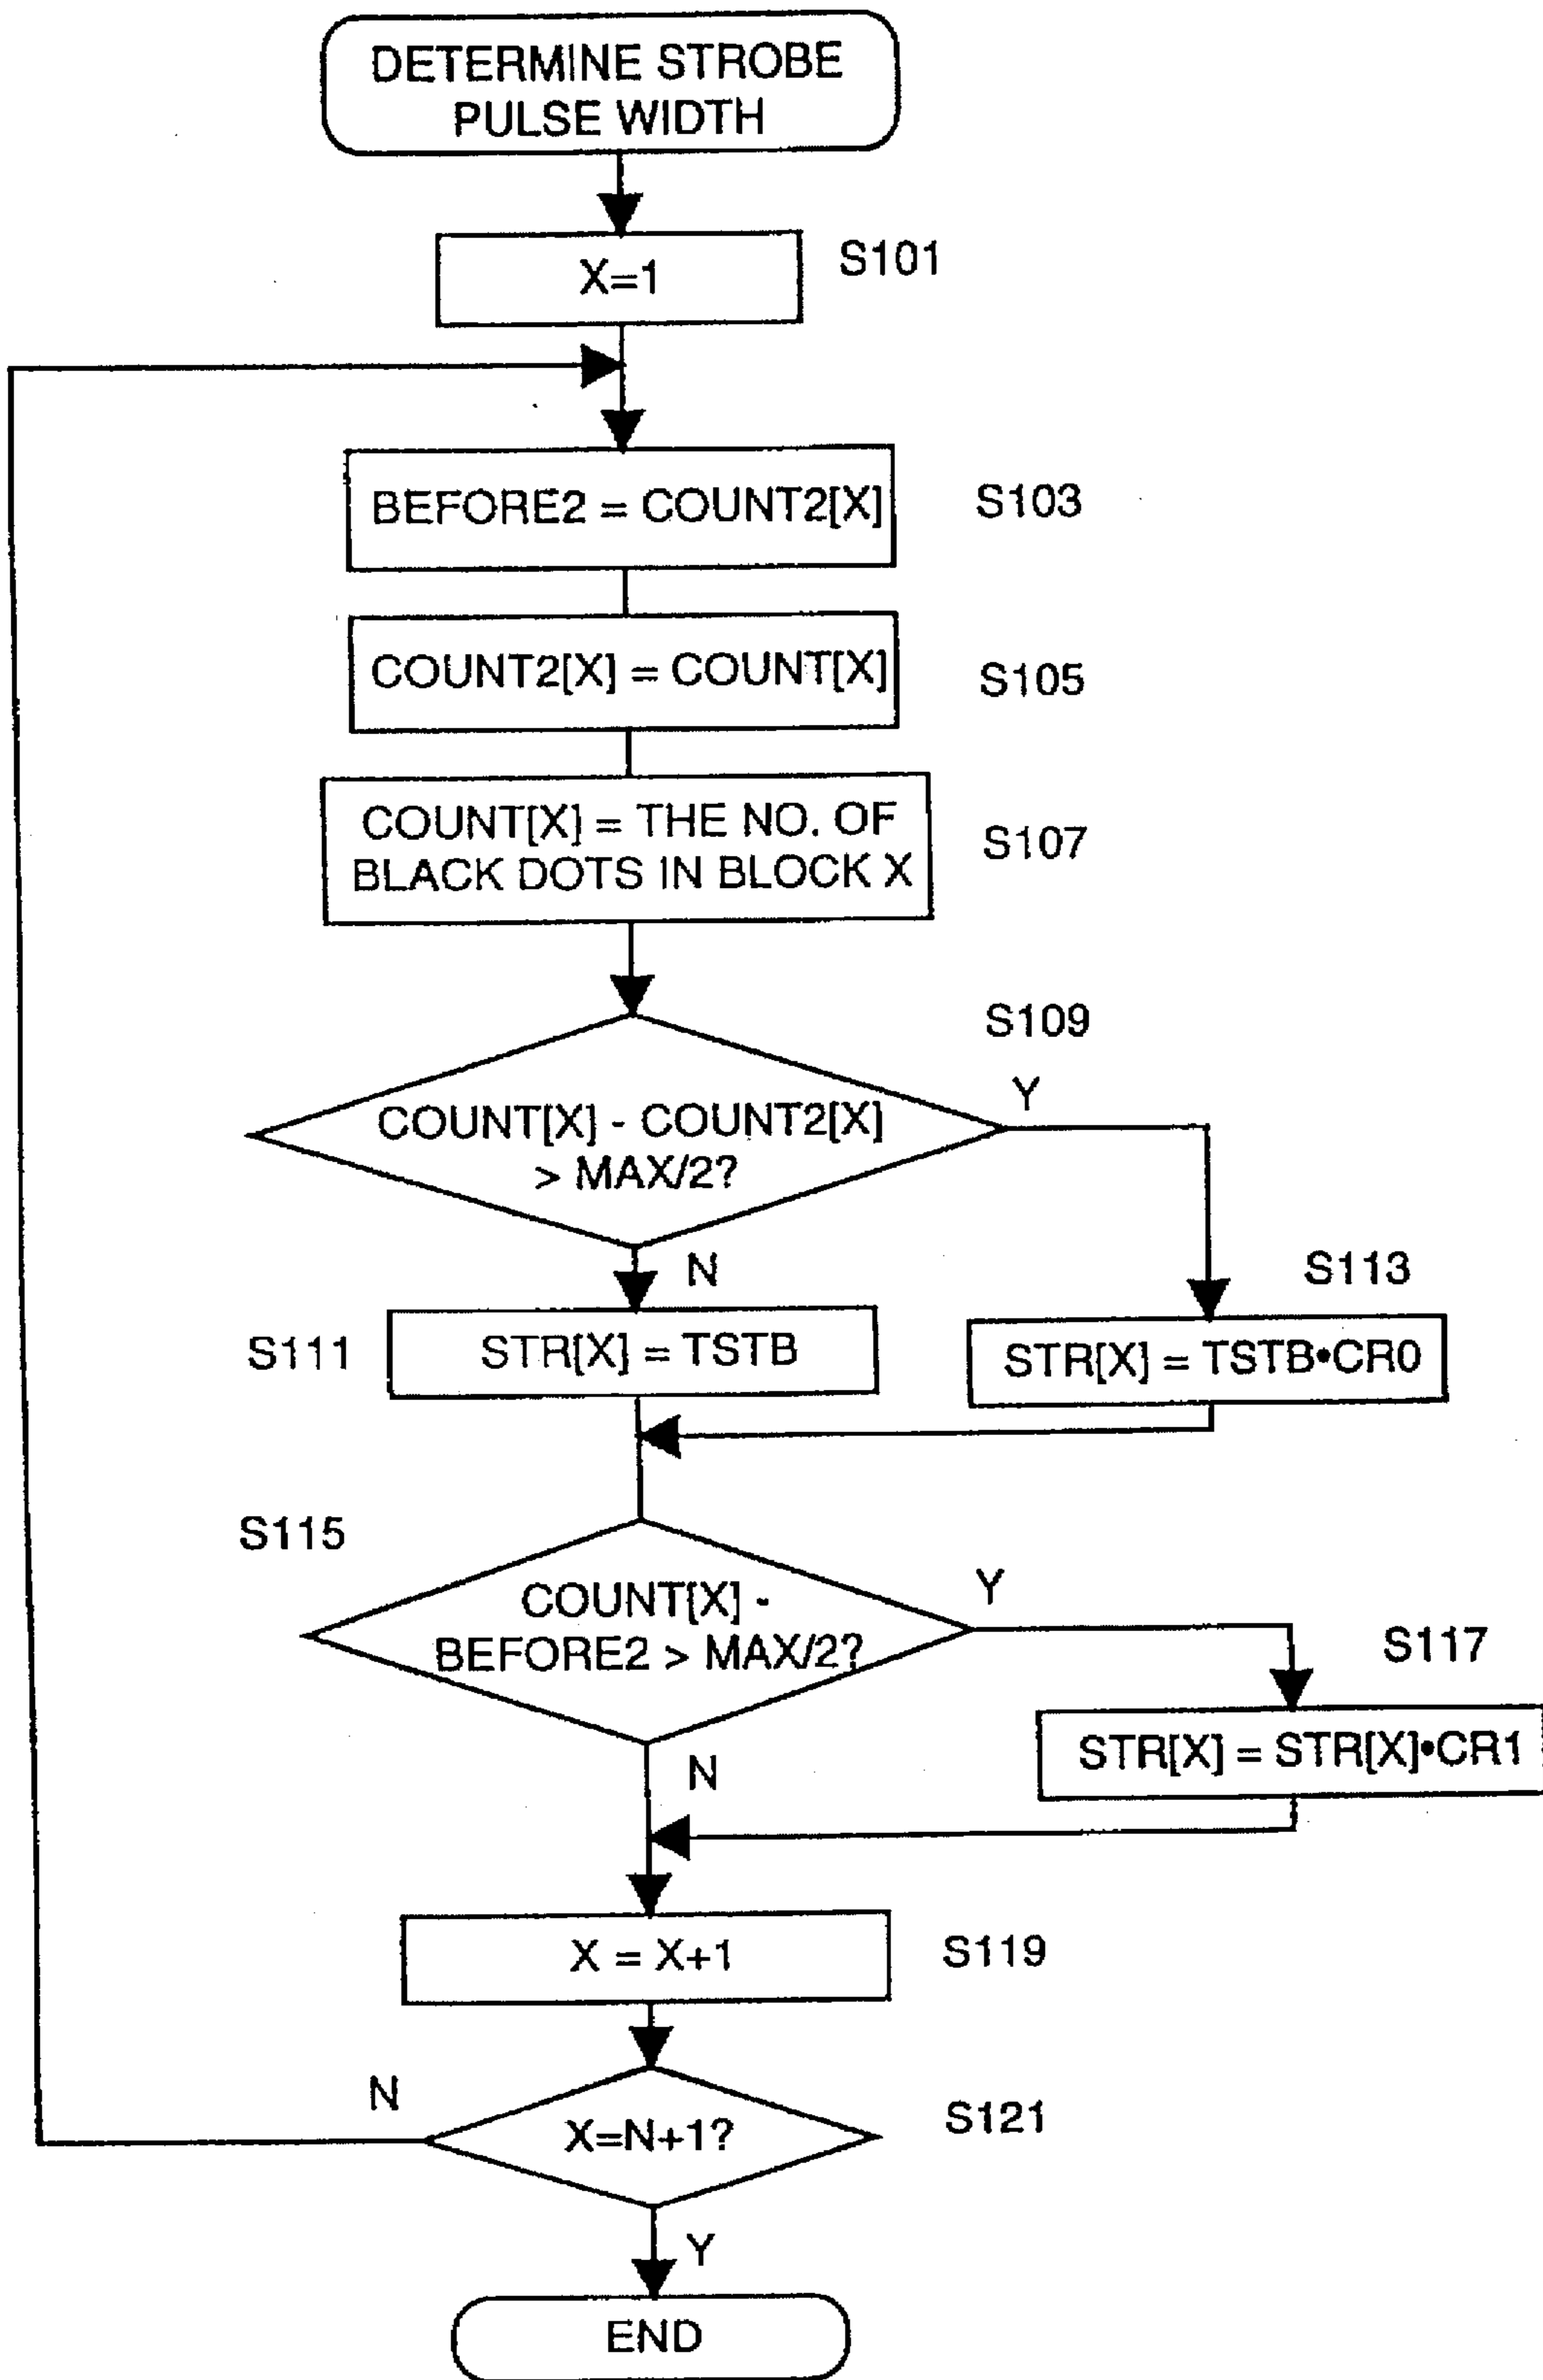 DETERMINE STROBE
PULSE WIDTH
X=1
S101
BEFORE2 = COUNT2[X]
S103
COUNT2[X] = COUNT[X]
S105
COUNT[X] = THE NO. OF
BLACK DOTS IN BLOCK X
S107
S109
COUNT[X] - COUNT2[X]
> MAX/2?
Y
N
S113
S111
STR[X] = TSTB
STR[X] = TSTB•CR0
S115
COUNT[X] -
BEFORE2 > MAX/2?
Y
S117
N
STR[X] = STR[X]•CR1
X = X+1
S119
N
X=N+1?
S121
Y
END